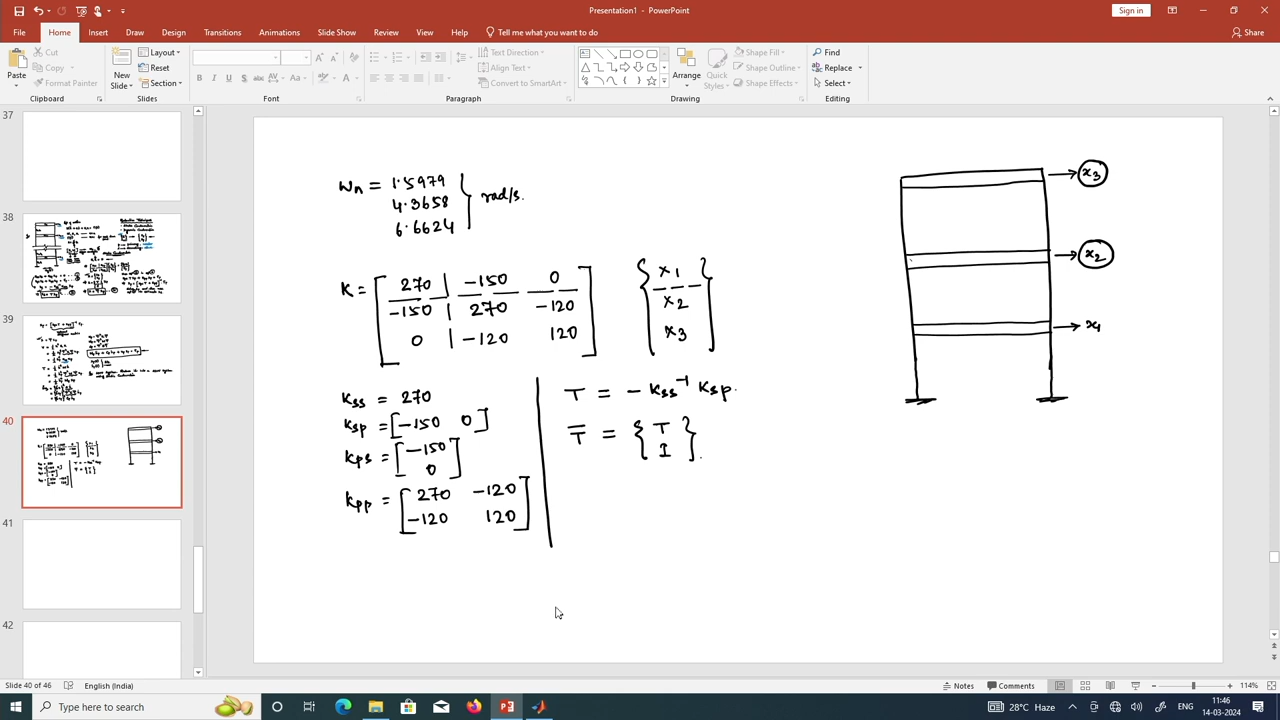 Presentation1 - PowerPoint
Sign in
File Home Insert Draw Design Transitions Animations Slide Show Review View Help Tell me what you want to do Share
Cut
Copy
Format Painter
Paste
Clipboard
New Slide
Layout
Reset
Section
Slides
B I U S abc AV Aa A
Font
Text Direction
Align Text
Convert to SmartArt
Paragraph
Arrange
Quick Styles
Shape Fill
Shape Outline
Shape Effects
Drawing
Find
Replace
Select
Editing
37
38
39
40
41
42
ωn = 1.5979
4.3658
6.6624
rad/s.
K = [ 270 -150 0
-150 270 -120
0 -120 120 ]
{ x1
x2
x3 }
Kss = 270
Ksp = [-150 0]
Kps = [-150
0]
Kpp = [270 -120
-120 120]
T = - Kss⁻¹ Ksp.
T̅ = { T
I }.
x3
x2
x1
Slide 40 of 46 English (India) Notes Comments 114%
Type here to search
28°C Haze
ENG
11:46
14-03-2024